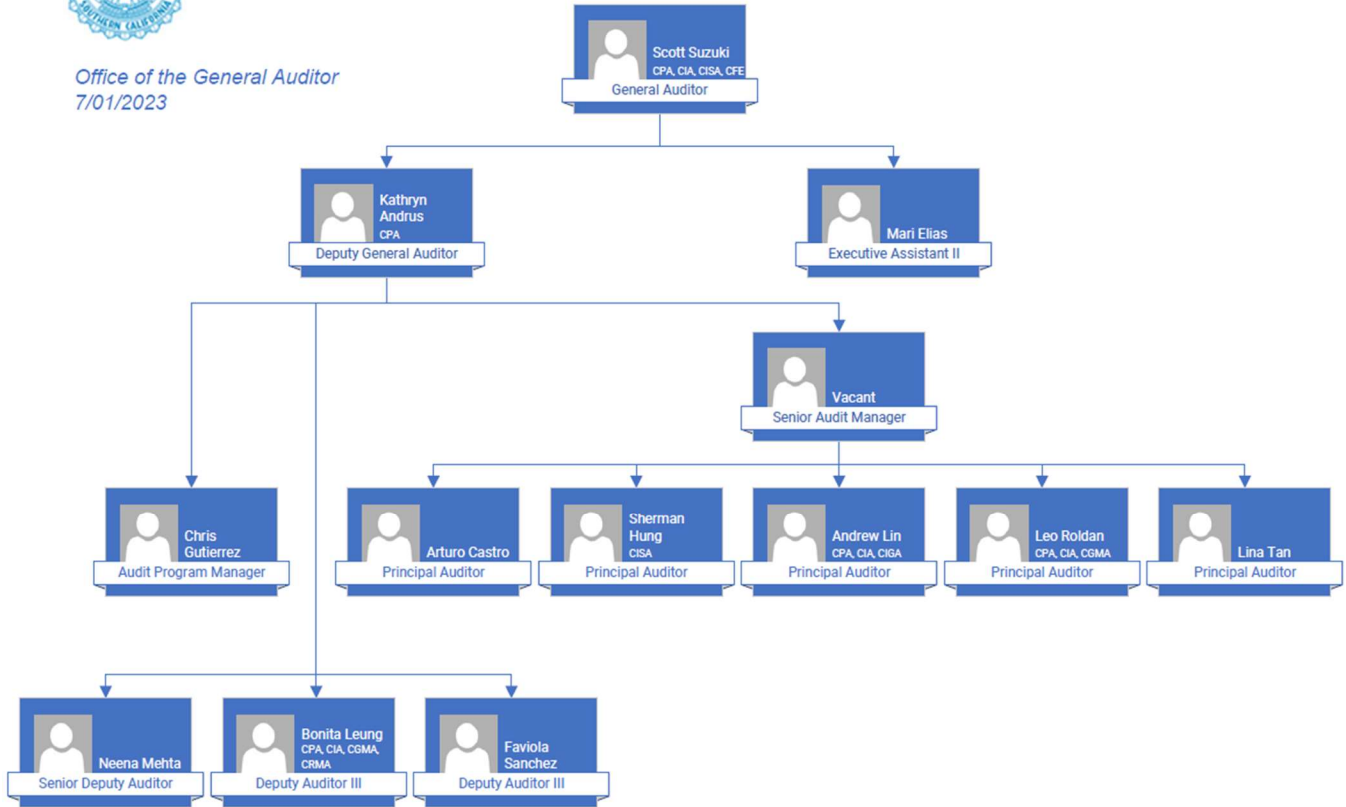 SOUTHERN CALIFORNIA
Office of the General Auditor
7/01/2023
Scott Suzuki
CPA, CIA, CISA, CFE
General Auditor
Kathryn
Andrus
CPA
Deputy General Auditor
Mari Elias
Executive Assistant II
Vacant
Senior Audit Manager
Chris
Gutierrez
Audit Program Manager
Arturo Castro
Principal Auditor
Sherman
Hung
CISA
Principal Auditor
Andrew Lin
CPA, CIA, CIGA
Principal Auditor
Leo Roldan
CPA, CIA, CGMA
Principal Auditor
Lina Tan
Principal Auditor
Neena Mehta
Senior Deputy Auditor
Bonita Leung
CPA, CIA, CGMA,
CRMA
Deputy Auditor III
Faviola
Sanchez
Deputy Auditor III